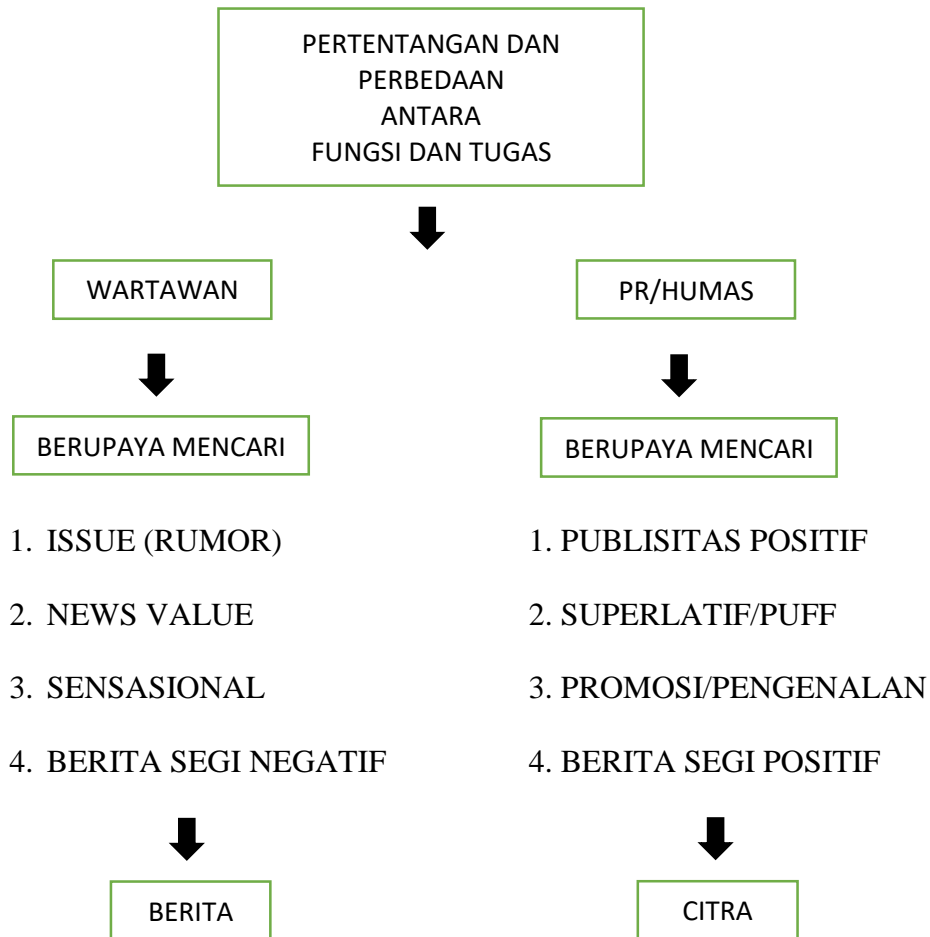 PERTENTANGAN DAN
PERBEDAAN
ANTARA
FUNGSI DAN TUGAS
WARTAWAN
PR/HUMAS
BERUPAYA MENCARI
BERUPAYA MENCARI
1. ISSUE (RUMOR)
2. NEWS VALUE
3. SENSASIONAL
4. BERITA SEGI NEGATIF
1. PUBLISITAS POSITIF
2. SUPERLATIF/PUFF
3. PROMOSI/PENGENALAN
4. BERITA SEGI POSITIF
BERITA
CITRA